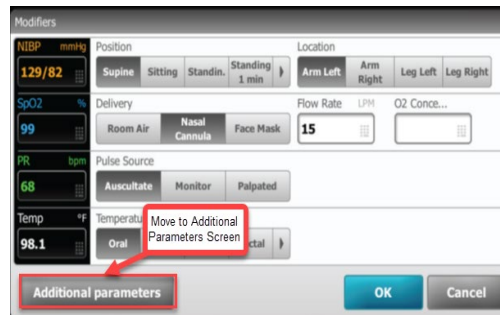 Modifiers
NIBP mmHg Position Location
129/82 Supine Sitting Standin. Standing 1 min Arm Left Arm Right Leg Left Leg Right
SpO2 % Delivery Flow Rate LPM O2 Conce...
99 Room Air Nasal Cannula Face Mask 15
PR bpm Pulse Source
68 Auscultate Monitor Palpated
Temp °F
Move to Additional
Parameters Screen
98.1 Oral
Additional parameters OK Cancel